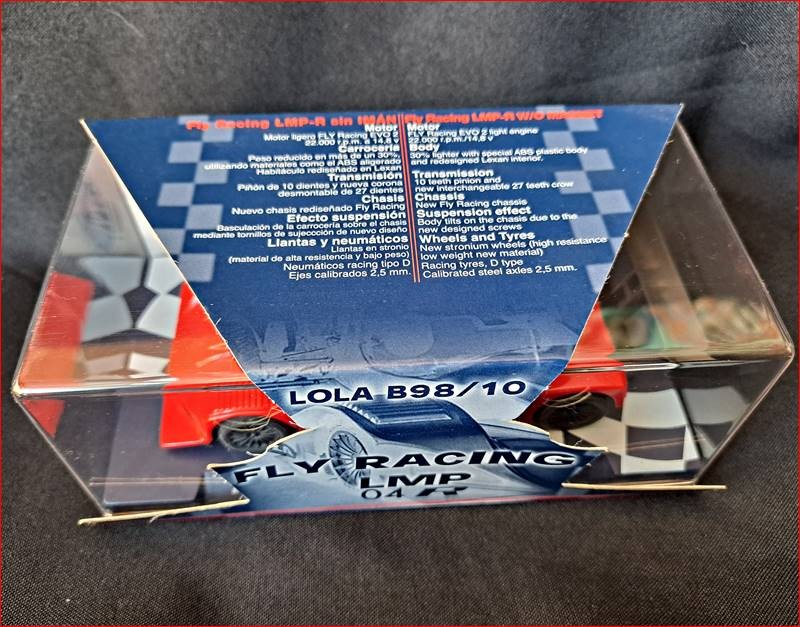 Fly Racing LMP-R sin IMÁN
Motor
Motor ligero FLY Racing EVO 2
22.000 r.p.m. a 14,8 v
Carrocería
Peso reducido en más de un 30%,
utilizando materiales como el ABS aligerado
Habitáculo rediseñado en Lexan
Transmisión
Piñón de 10 dientes y nueva corona
desmontable de 27 dientes
Chasis
Nuevo chasis rediseñado Fly Racing
Efecto suspensión
Basculación de la carrocería sobre el chasis
mediante tornillos de sujeccción de nuevo diseño
Llantas y neumáticos
Llantas en stronio
(material de alta resistencia y bajo peso)
Neumáticos racing tipo D
Ejes calibrados 2,5 mm.
Fly Racing LMP-R W/O MAGNET
Motor
FLY Racing EVO 2 light engine
22.000 r.p.m./14,8 v
Body
30% lighter with special ABS plastic body
and redesigned Lexan interior.
Transmission
10 teeth pinion and
new interchangeable 27 teeth crow
Chassis
New Fly Racing chassis
Suspension effect
Body tilts on the chasis due to the
new designed screws
Wheels and Tyres
New stronium wheels (high resistance
low weight new material)
Racing tyres, D type
Calibrated steel axles 2,5 mm.
LOLA B98/10
FLY RACING
LMP
04 R